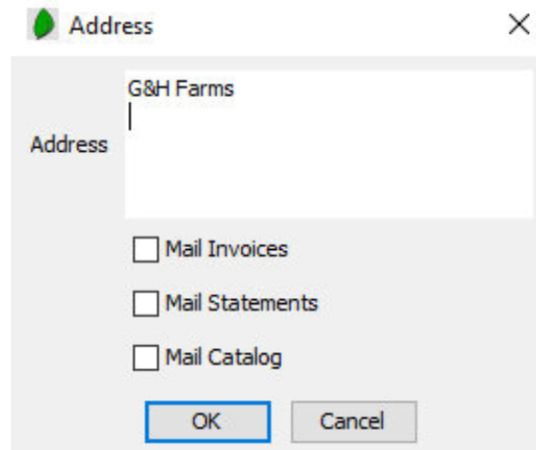 Address
G&H Farms
Address
Mail Invoices
Mail Statements
Mail Catalog
OK
Cancel